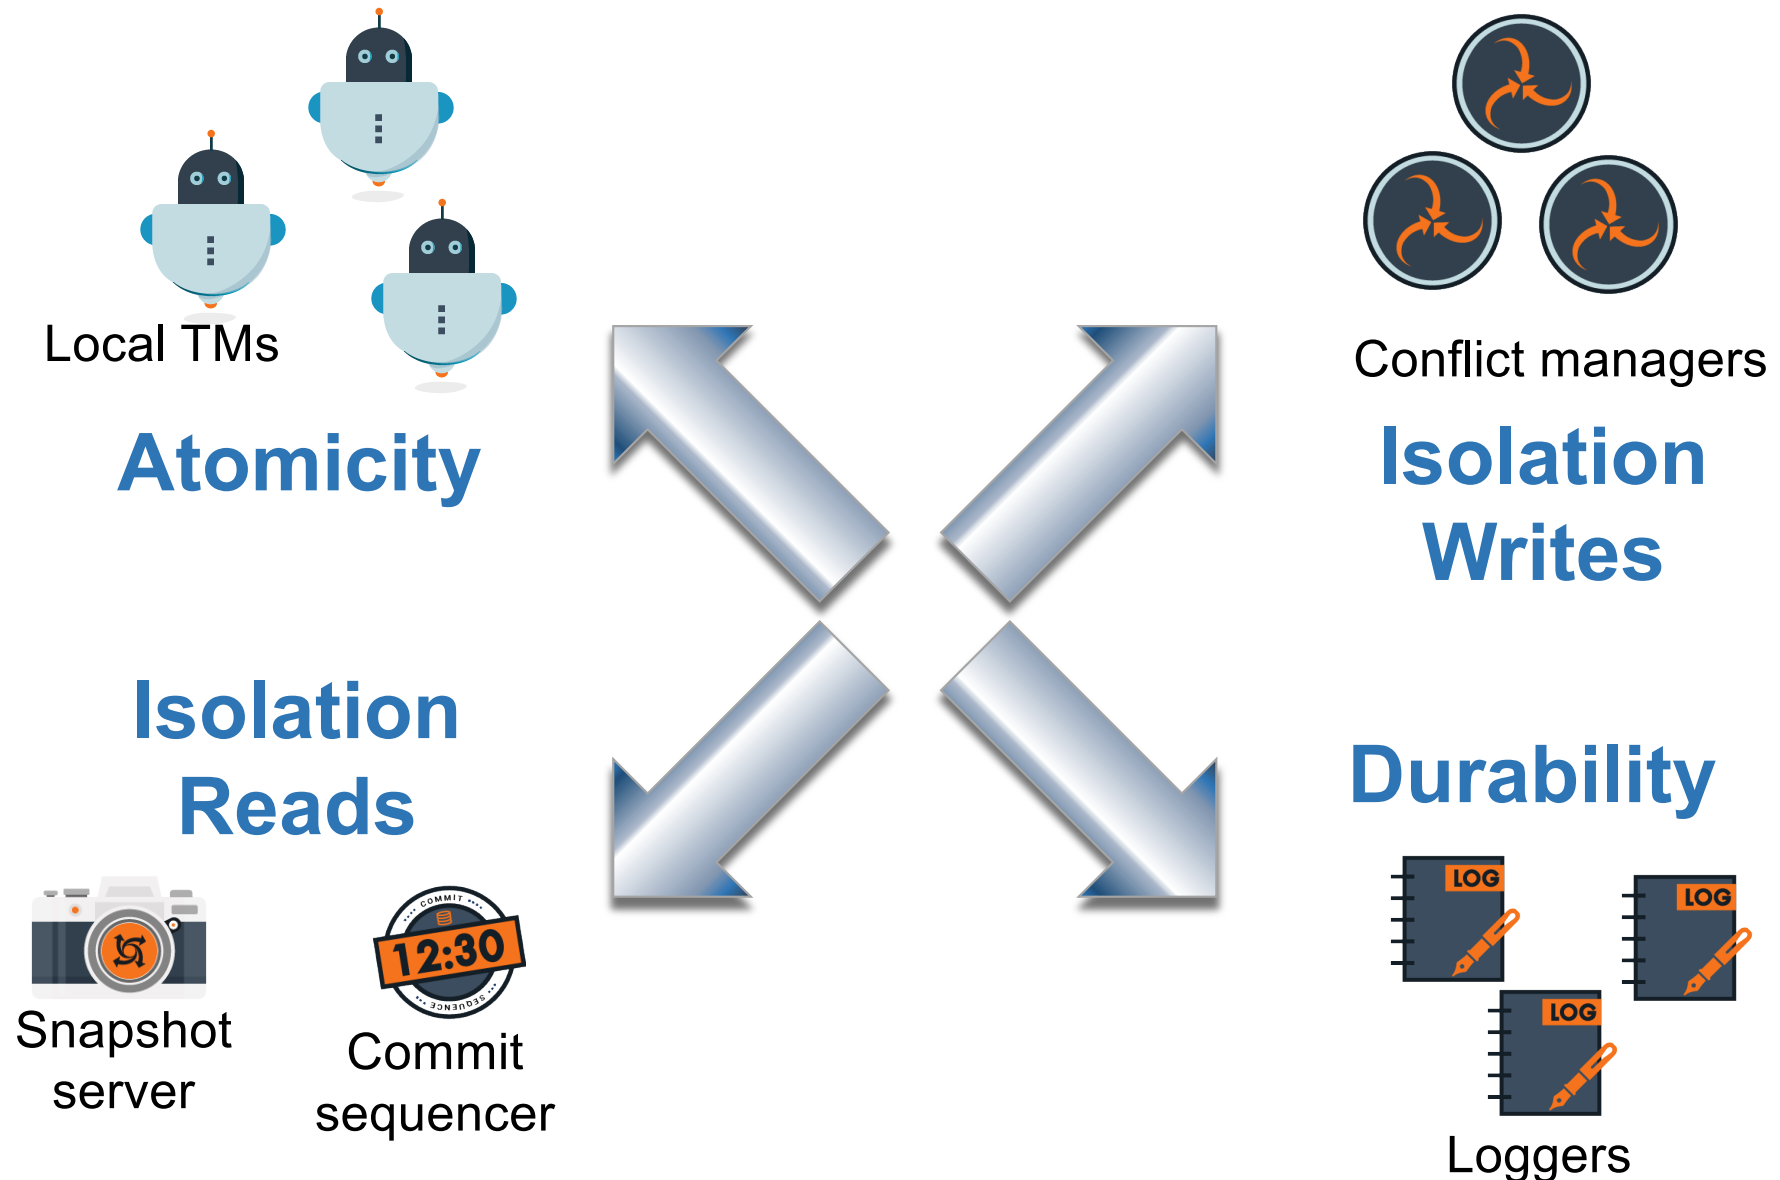 Local TMs
Atomicity
Conflict managers
Isolation
Writes
Isolation
Reads
Snapshot
server
COMMIT
12:30
SEQUENCE
Commit
sequencer
Durability
LOG
LOG
LOG
Loggers